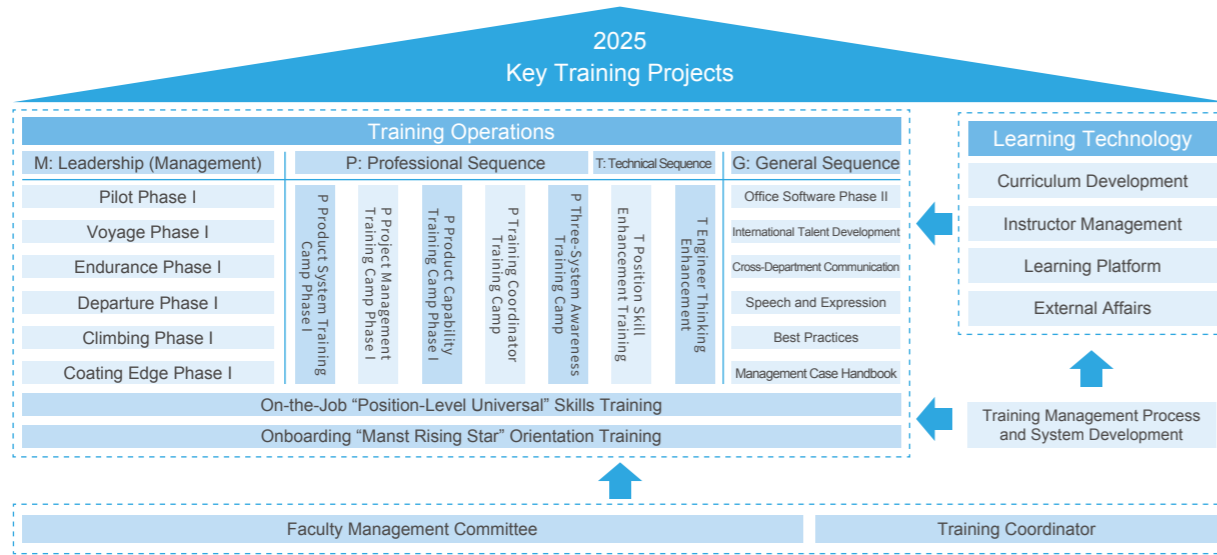 2025
Key Training Projects
Training Operations
M: Leadership (Management)
P: Professional Sequence
T: Technical Sequence
G: General Sequence
Pilot Phase I
Voyage Phase I
Endurance Phase I
Departure Phase I
Climbing Phase I
Coating Edge Phase I
P Product System Training
Camp Phase I
P Project Management
Training Camp Phase I
P Product Capability
Training Camp Phase I
P Training Coordinator
Training Camp
P Three-System Awareness
Training Camp
T Position Skill
Enhancement Training
T Engineer Thinking
Enhancement
Office Software Phase II
International Talent Development
Cross-Department Communication
Speech and Expression
Best Practices
Management Case Handbook
On-the-Job “Position-Level Universal” Skills Training
Onboarding “Manst Rising Star” Orientation Training
Learning Technology
Curriculum Development
Instructor Management
Learning Platform
External Affairs
Training Management Process
and System Development
Faculty Management Committee
Training Coordinator